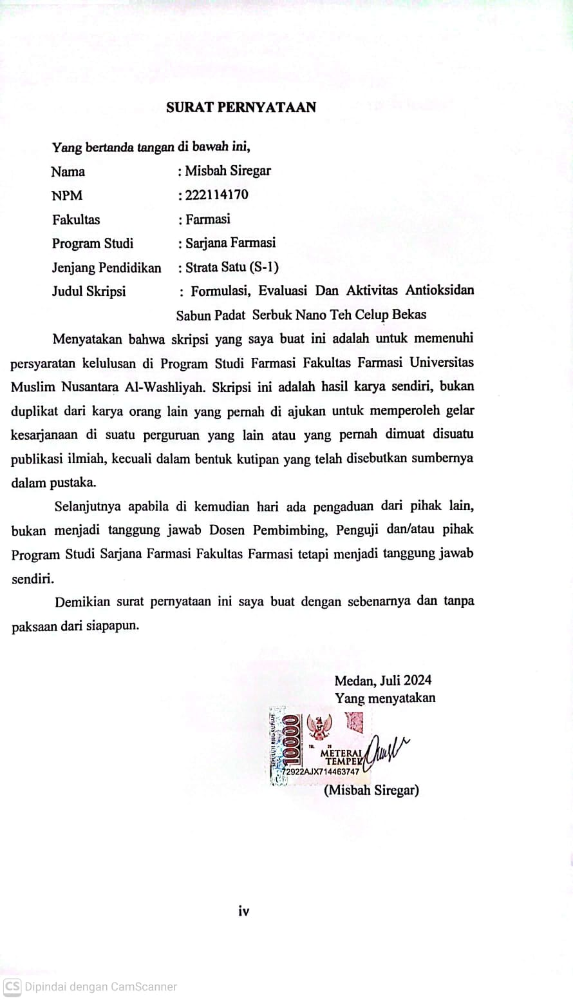 SURAT PERNYATAAN
Yang bertanda tangan di bawah ini,
Nama : Misbah Siregar
NPM : 222114170
Fakultas : Farmasi
Program Studi : Sarjana Farmasi
Jenjang Pendidikan : Strata Satu (S-1)
Judul Skripsi : Formulasi, Evaluasi Dan Aktivitas Antioksidan
Sabun Padat Serbuk Nano Teh Celup Bekas
Menyatakan bahwa skripsi yang saya buat ini adalah untuk memenuhi
persyaratan kelulusan di Program Studi Farmasi Fakultas Farmasi Universitas
Muslim Nusantara Al-Washliyah. Skripsi ini adalah hasil karya sendiri, bukan
duplikat dari karya orang lain yang pernah di ajukan untuk memperoleh gelar
kesarjanaan di suatu perguruan yang lain atau yang pernah dimuat disuatu
publikasi ilmiah, kecuali dalam bentuk kutipan yang telah disebutkan sumbernya
dalam pustaka.
Selanjutnya apabila di kemudian hari ada pengaduan dari pihak lain,
bukan menjadi tanggung jawab Dosen Pembimbing, Penguji dan/atau pihak
Program Studi Sarjana Farmasi Fakultas Farmasi tetapi menjadi tanggung jawab
sendiri.
Demikian surat pernyataan ini saya buat dengan sebenarnya dan tanpa
paksaan dari siapapun.
Medan, Juli 2024
Yang menyatakan
SEPULUH RIBU RUPIAH
10000
METERAI
TEMPEL
72922AJX714463747
(Misbah Siregar)
iv
CS Dipindai dengan CamScanner